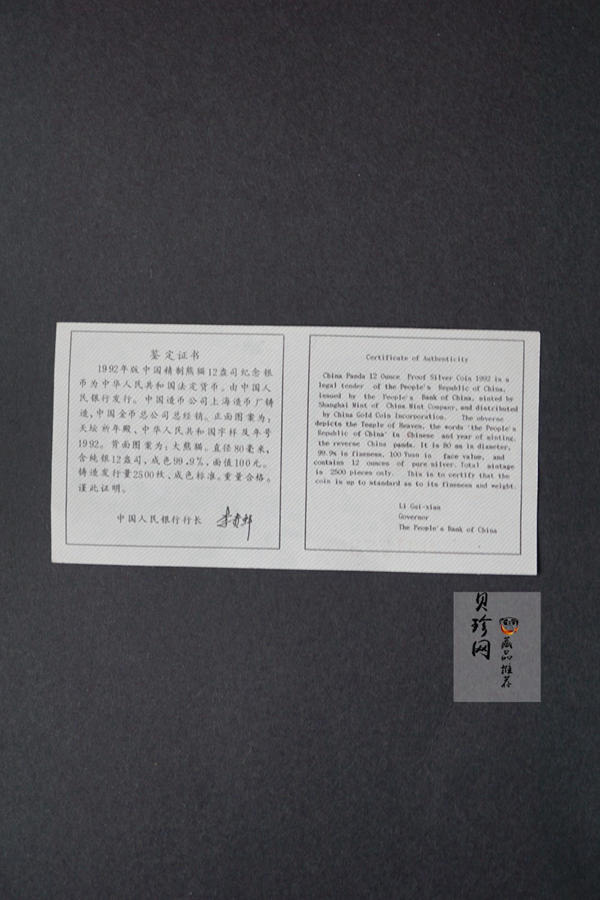 鉴定证书
1992年版中国精制熊猫12盎司纪念银
币为中华人民共和国法定货币。由中国人
民银行发行。中国造币公司上海造币厂铸
造，中国金币总公司总经销。正面图案为：
天坛祈年殿，中华人民共和国字样及年号
1992。背面图案为：大熊猫。直径80毫米，
含纯银12盎司，成色99.9%，面值100元。
铸造发行量2500枚，成色标准。重量合格。
谨此证明。
中国人民银行行长
Certificate of Authenticity
China Panda 12 Ounce Proof Silver Coin 1992 is a
legal tender of the People's Republic of China,
issued by the People's Bank of China, minted by
Shanghai Mint of China Mint Company, and distributed
by China Gold Coin Incorporation. The obverse
depicts the Temple of Heaven, the words 'the People's
Republic of China' in Chinese and year of minting,
the reverse China panda. It is 80 mm in diameter,
99.9% in fineness, 100 Yuan in face value, and
contains 12 ounces of pure silver. Total mintage
is 2500 pieces only. This is to certify that the
coin is up to standard as to its fineness and weight.
Li Gui-xian
Governor
The People's Bank of China
贝珍网
藏品推荐